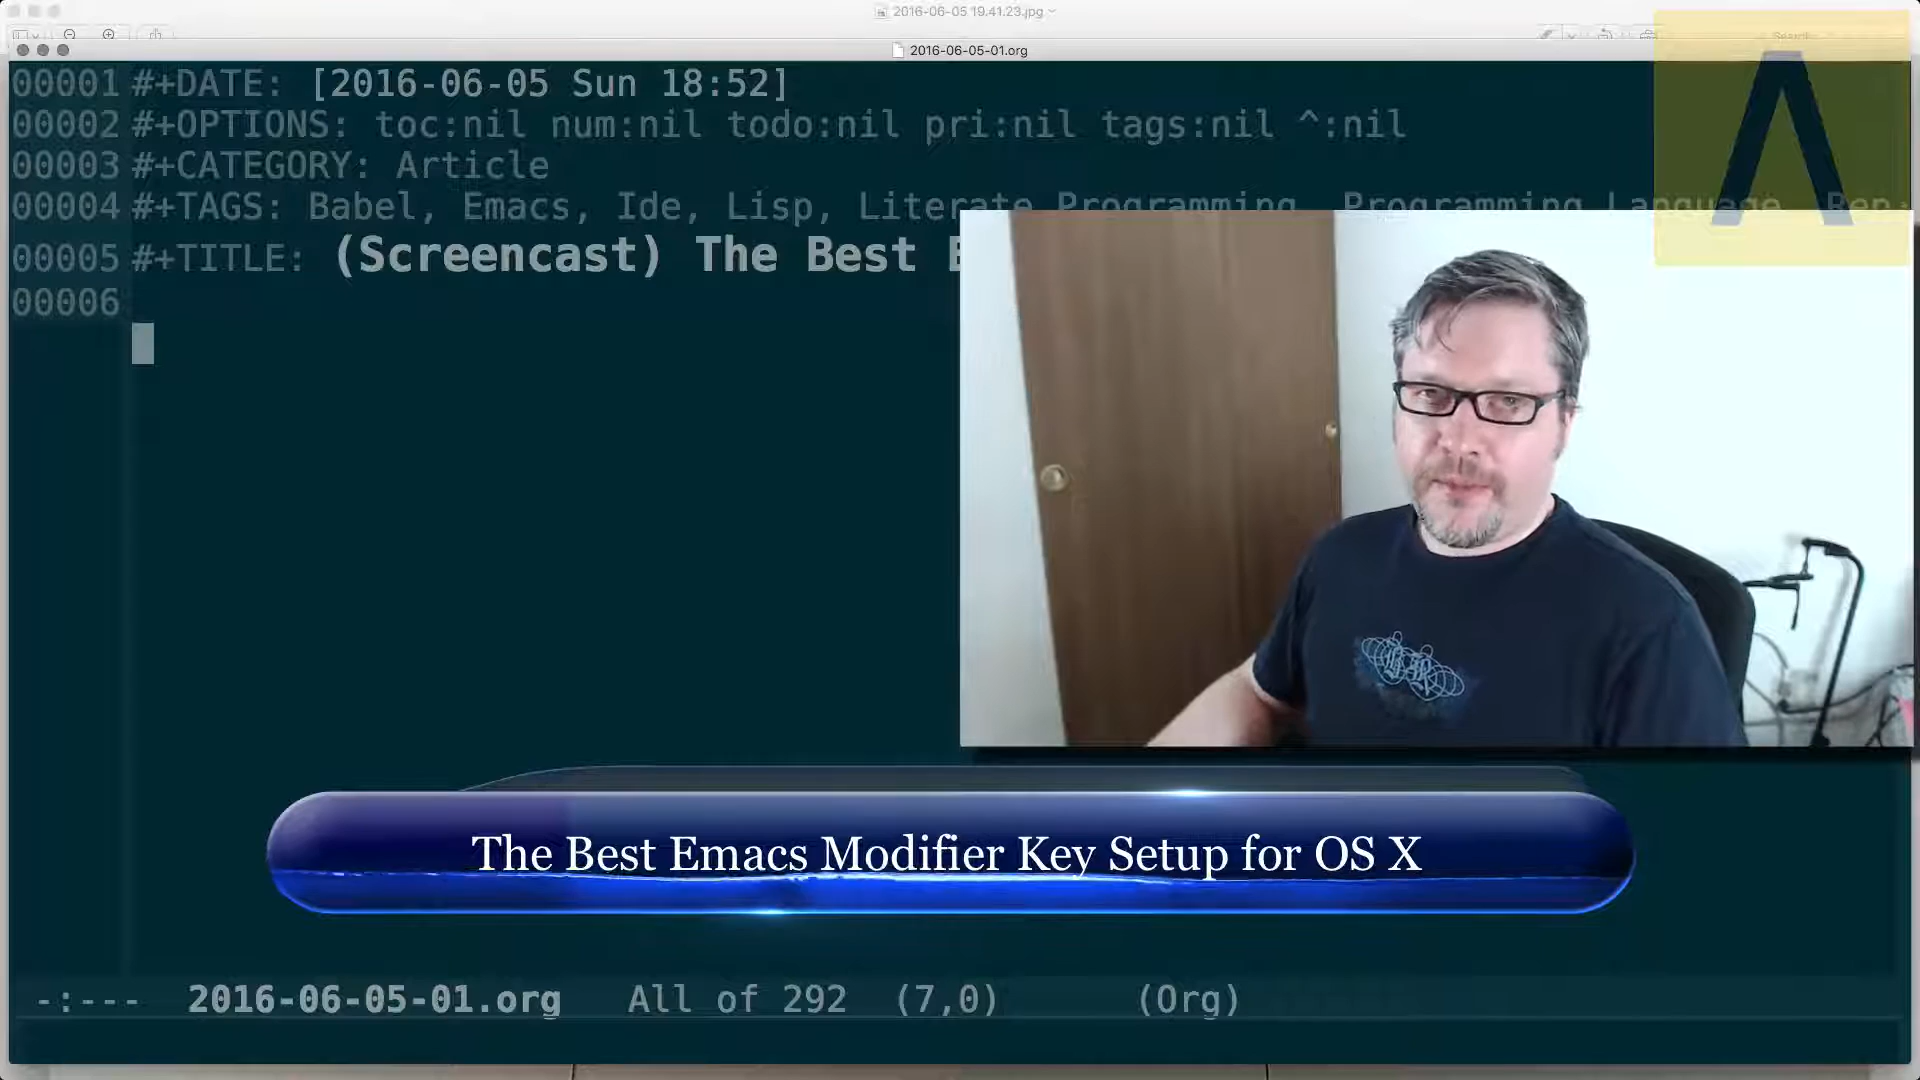 2016-06-05 19.41.23.jpg
2016-06-05-01.org
00001 #+DATE: [2016-06-05 Sun 18:52]
00002 #+OPTIONS: toc:nil num:nil todo:nil pri:nil tags:nil ^:nil
00003 #+CATEGORY: Article
00004 #+TAGS: Babel, Emacs, Ide, Lisp, Literate Programming, Programming Language,
00005 #+TITLE: (Screencast) The Best
00006
The Best Emacs Modifier Key Setup for OS X
-:--- 2016-06-05-01.org All of 292 (7,0) (Org)